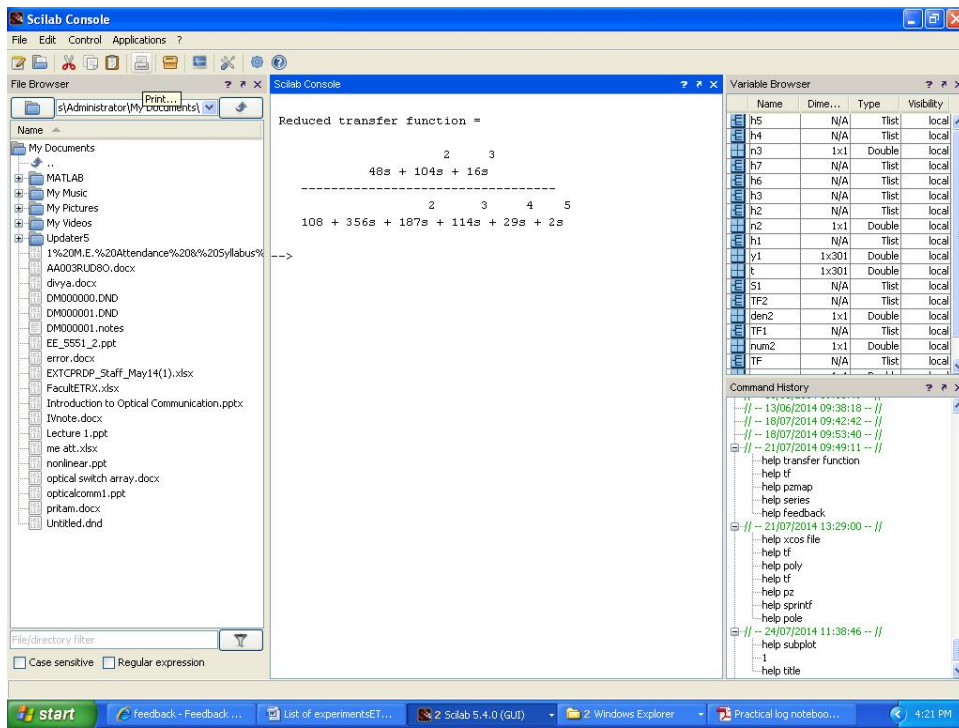 Scilab Console
File Edit Control Applications ?
File Browser ? ↗ X
s\Administrator\My Documents\
Print...
Name
My Documents
..
MATLAB
My Music
My Pictures
My Videos
Updater5
1%20M.E.%20Attendance%20&%20Syllabus%
AA003RUD8O.docx
divya.docx
DM000000.DND
DM000001.DND
DM000001.notes
EE_5551_2.ppt
error.docx
EXTCPRDP_Staff_May14(1).xlsx
FacultETRX.xlsx
Introduction to Optical Communication.pptx
IVnote.docx
Lecture 1.ppt
me att.xlsx
nonlinear.ppt
optical switch array.docx
opticalcomm1.ppt
pritam.docx
Untitled.dnd
File/directory filter
Case sensitive Regular expression
Scilab Console ? ↗ X
Reduced transfer function =
2 3
48s + 104s + 16s
----------------------------------
2 3 4 5
108 + 356s + 187s + 114s + 29s + 2s
-->
Variable Browser ? ↗ X
Name Dime... Type Visibility
h5 N/A Tlist local
h4 N/A Tlist local
n3 1x1 Double local
h7 N/A Tlist local
h6 N/A Tlist local
h3 N/A Tlist local
h2 N/A Tlist local
n2 1x1 Double local
h1 N/A Tlist local
y1 1x301 Double local
t 1x301 Double local
S1 N/A Tlist local
TF2 N/A Tlist local
den2 1x1 Double local
TF1 N/A Tlist local
num2 1x1 Double local
TF N/A Tlist local
Command History ? ↗ X
// -- 13/06/2014 09:38:18 -- //
// -- 18/07/2014 09:42:42 -- //
// -- 18/07/2014 09:53:40 -- //
// -- 21/07/2014 09:49:11 -- //
help transfer function
help tf
help pzmap
help series
help feedback
// -- 21/07/2014 13:29:00 -- //
help xcos file
help tf
help poly
help tf
help pz
help sprintf
help pole
// -- 24/07/2014 11:38:46 -- //
help subplot
1
help title
start
feedback - Feedback ...
List of experimentsET...
2 Scilab 5.4.0 (GUI)
2 Windows Explorer
Practical log noteboo...
4:21 PM